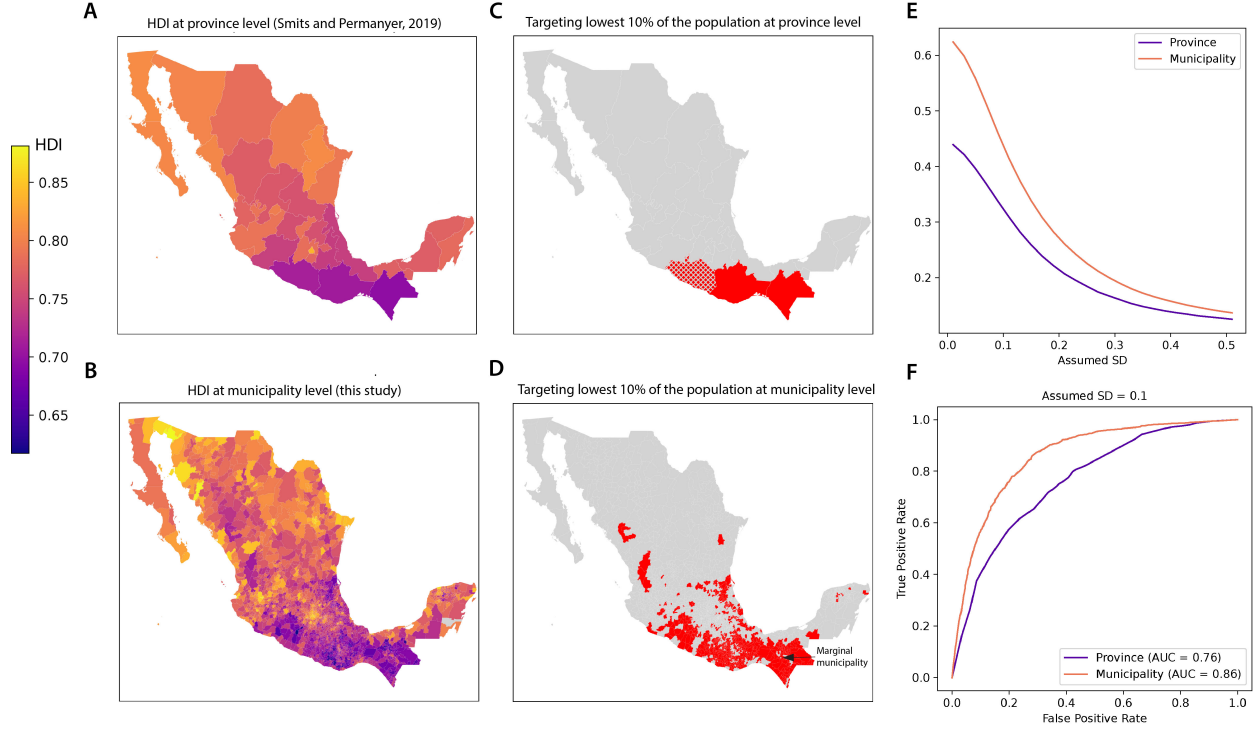 A
HDI at province level (Smits and Permanyer, 2019)
C
Targeting lowest 10% of the population at province level
E
Province
Municipality
0.6
0.5
0.4
0.3
0.2
0.0 0.1 0.2 0.3 0.4 0.5
Assumed SD
HDI
0.85
0.80
0.75
0.70
0.65
B
HDI at municipality level (this study)
D
Targeting lowest 10% of the population at municipality level
Marginal
municipality
F
Assumed SD = 0.1
True Positive Rate
1.0
0.8
0.6
0.4
0.2
0.0
Province (AUC = 0.76)
Municipality (AUC = 0.86)
0.0 0.2 0.4 0.6 0.8 1.0
False Positive Rate